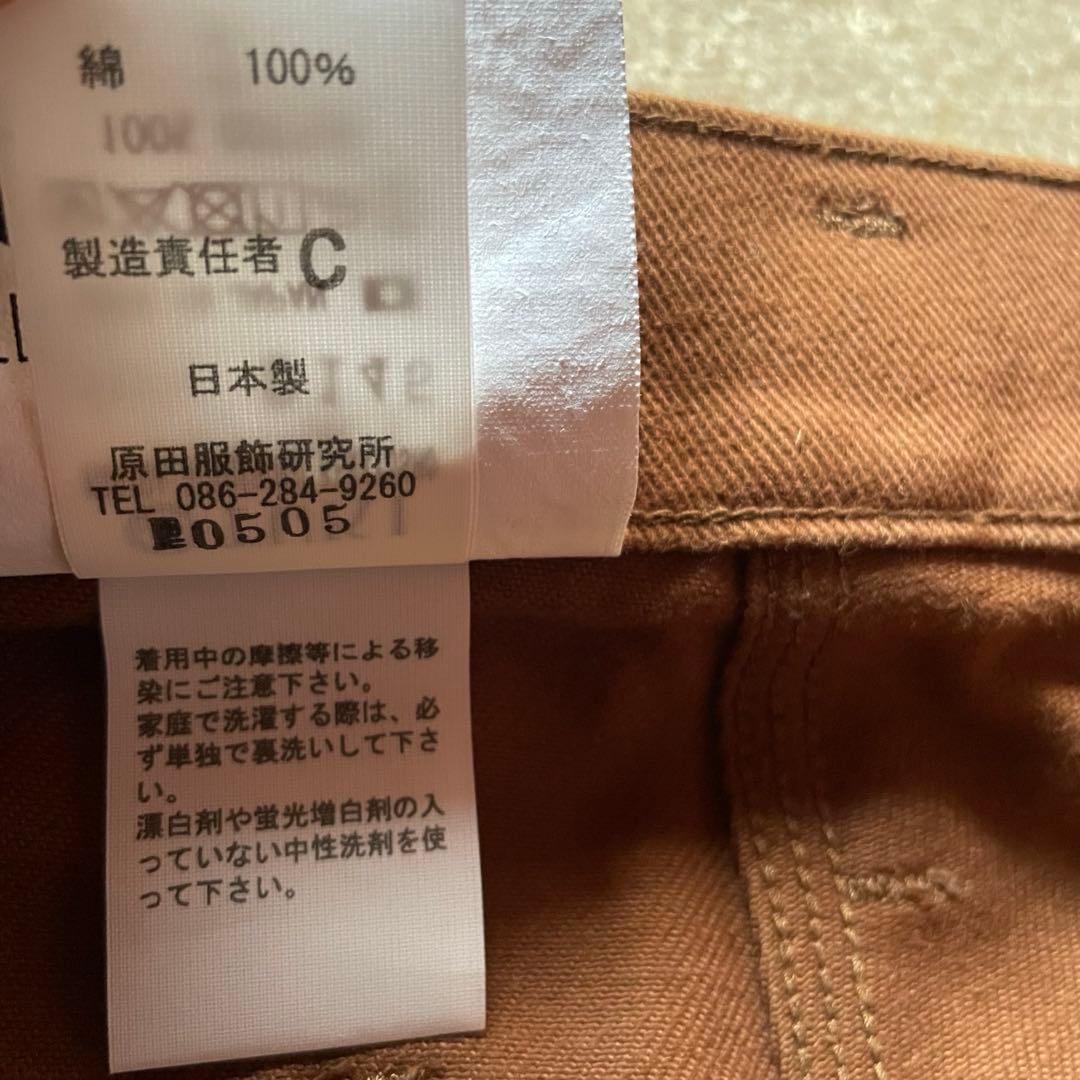 綿 100%
製造責任者 C
日本製
原田服飾研究所
TEL 086-284-9260
0505
着用中の摩擦等による移
染にご注意下さい。
家庭で洗濯する際は、必
ず単独で裏洗いして下さ
い。
漂白剤や蛍光増白剤の入
っていない中性洗剤を使
って下さい。